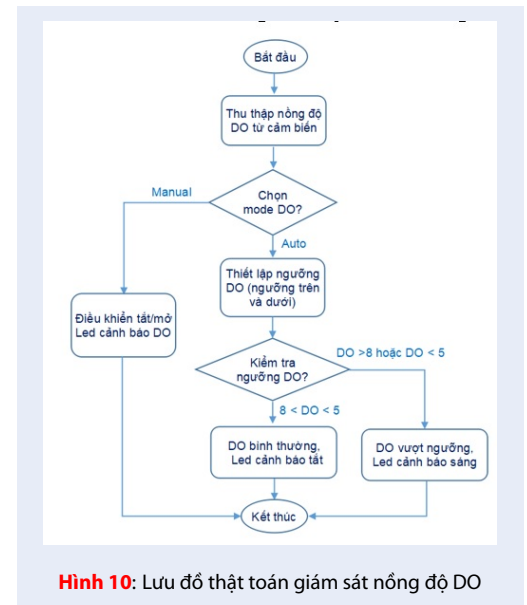 Bắt đầu
Thu thập nồng độ
DO từ cảm biến
Manual
Chọn
mode DO?
Auto
Thiết lập ngưỡng
DO (ngưỡng trên
và dưới)
Điều khiển tắt/mở
Led cảnh báo DO
Kiểm tra
ngưỡng DO?
DO >8 hoặc DO < 5
8 < DO < 5
DO bình thường,
Led cảnh báo tắt
DO vượt ngưỡng,
Led cảnh báo sáng
Kết thúc
Hình 10: Lưu đồ thật toán giám sát nồng độ DO